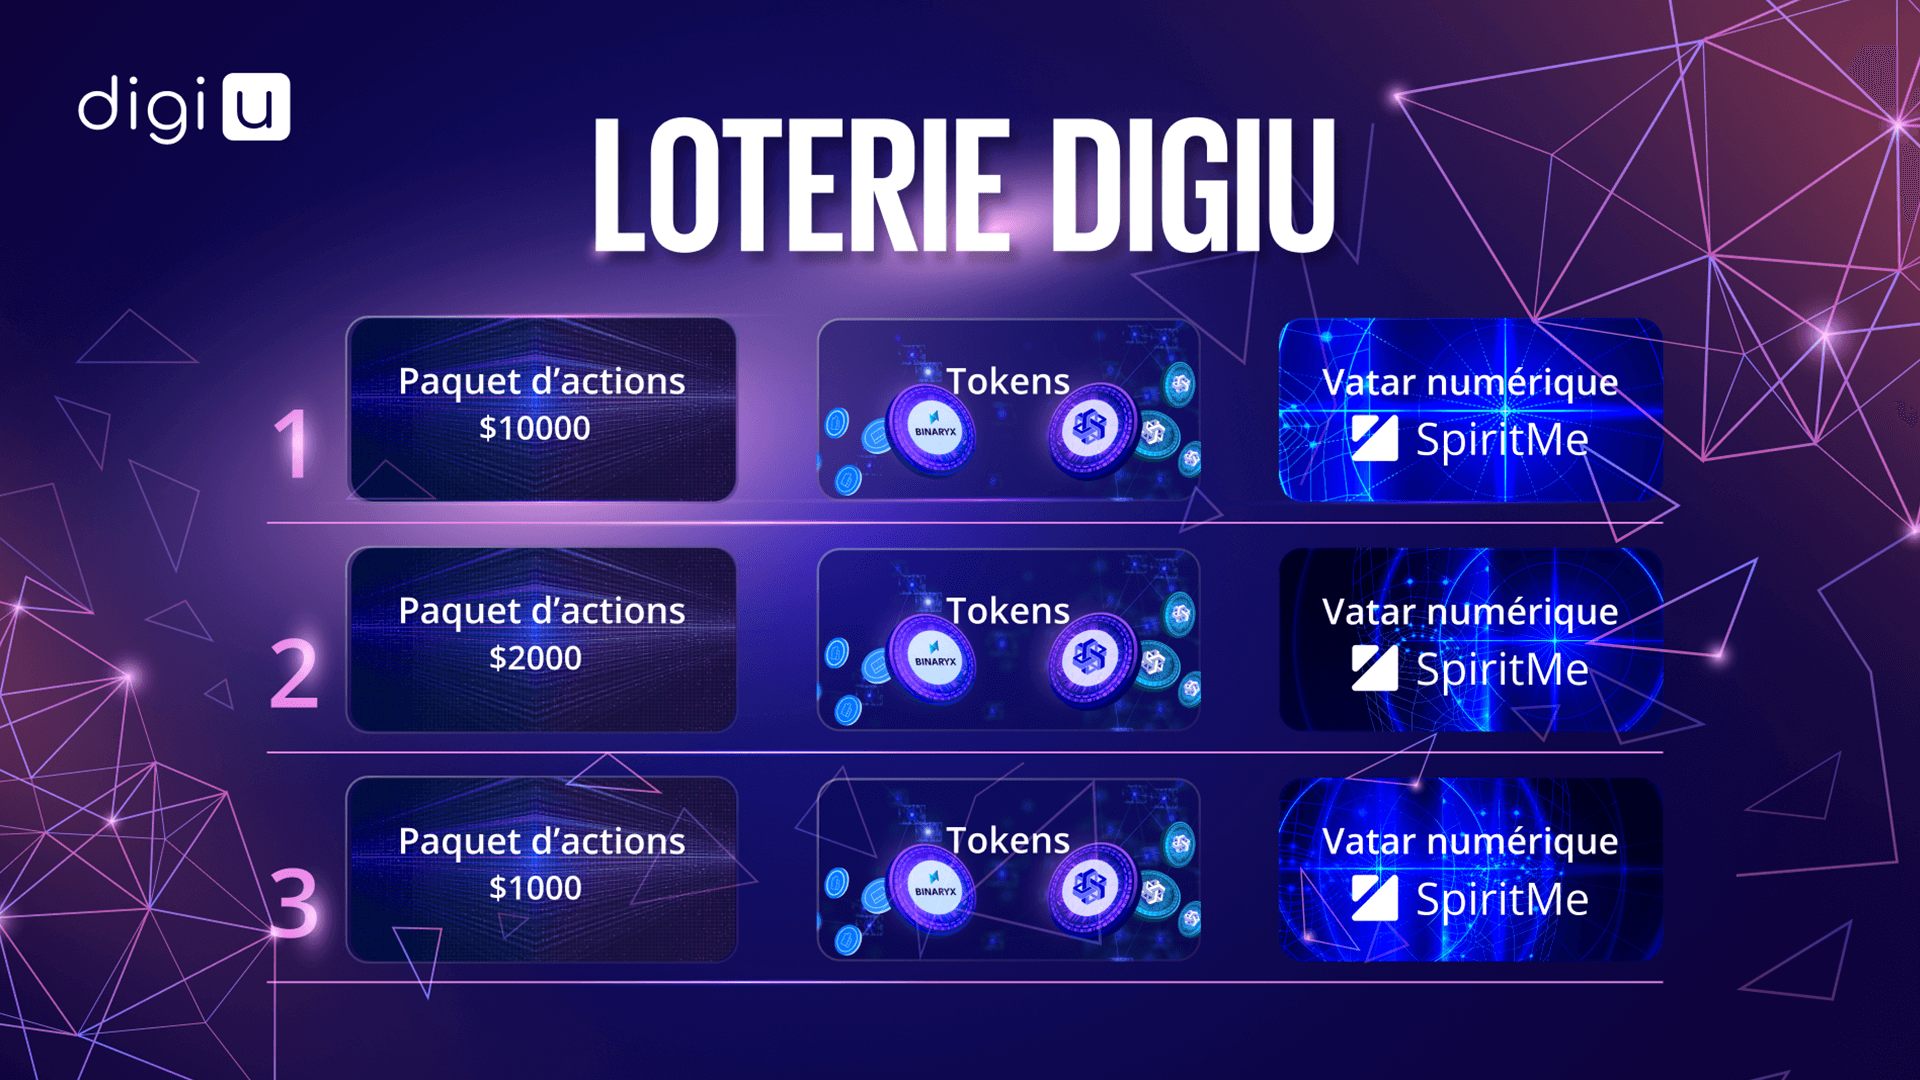 digi u
LOTERIE DIGIU
1
Paquet d’actions
$10000
Tokens
BINARYX
Vatar numérique
SpiritMe
2
Paquet d’actions
$2000
Tokens
BINARYX
Vatar numérique
SpiritMe
3
Paquet d’actions
$1000
Tokens
BINARYX
Vatar numérique
SpiritMe